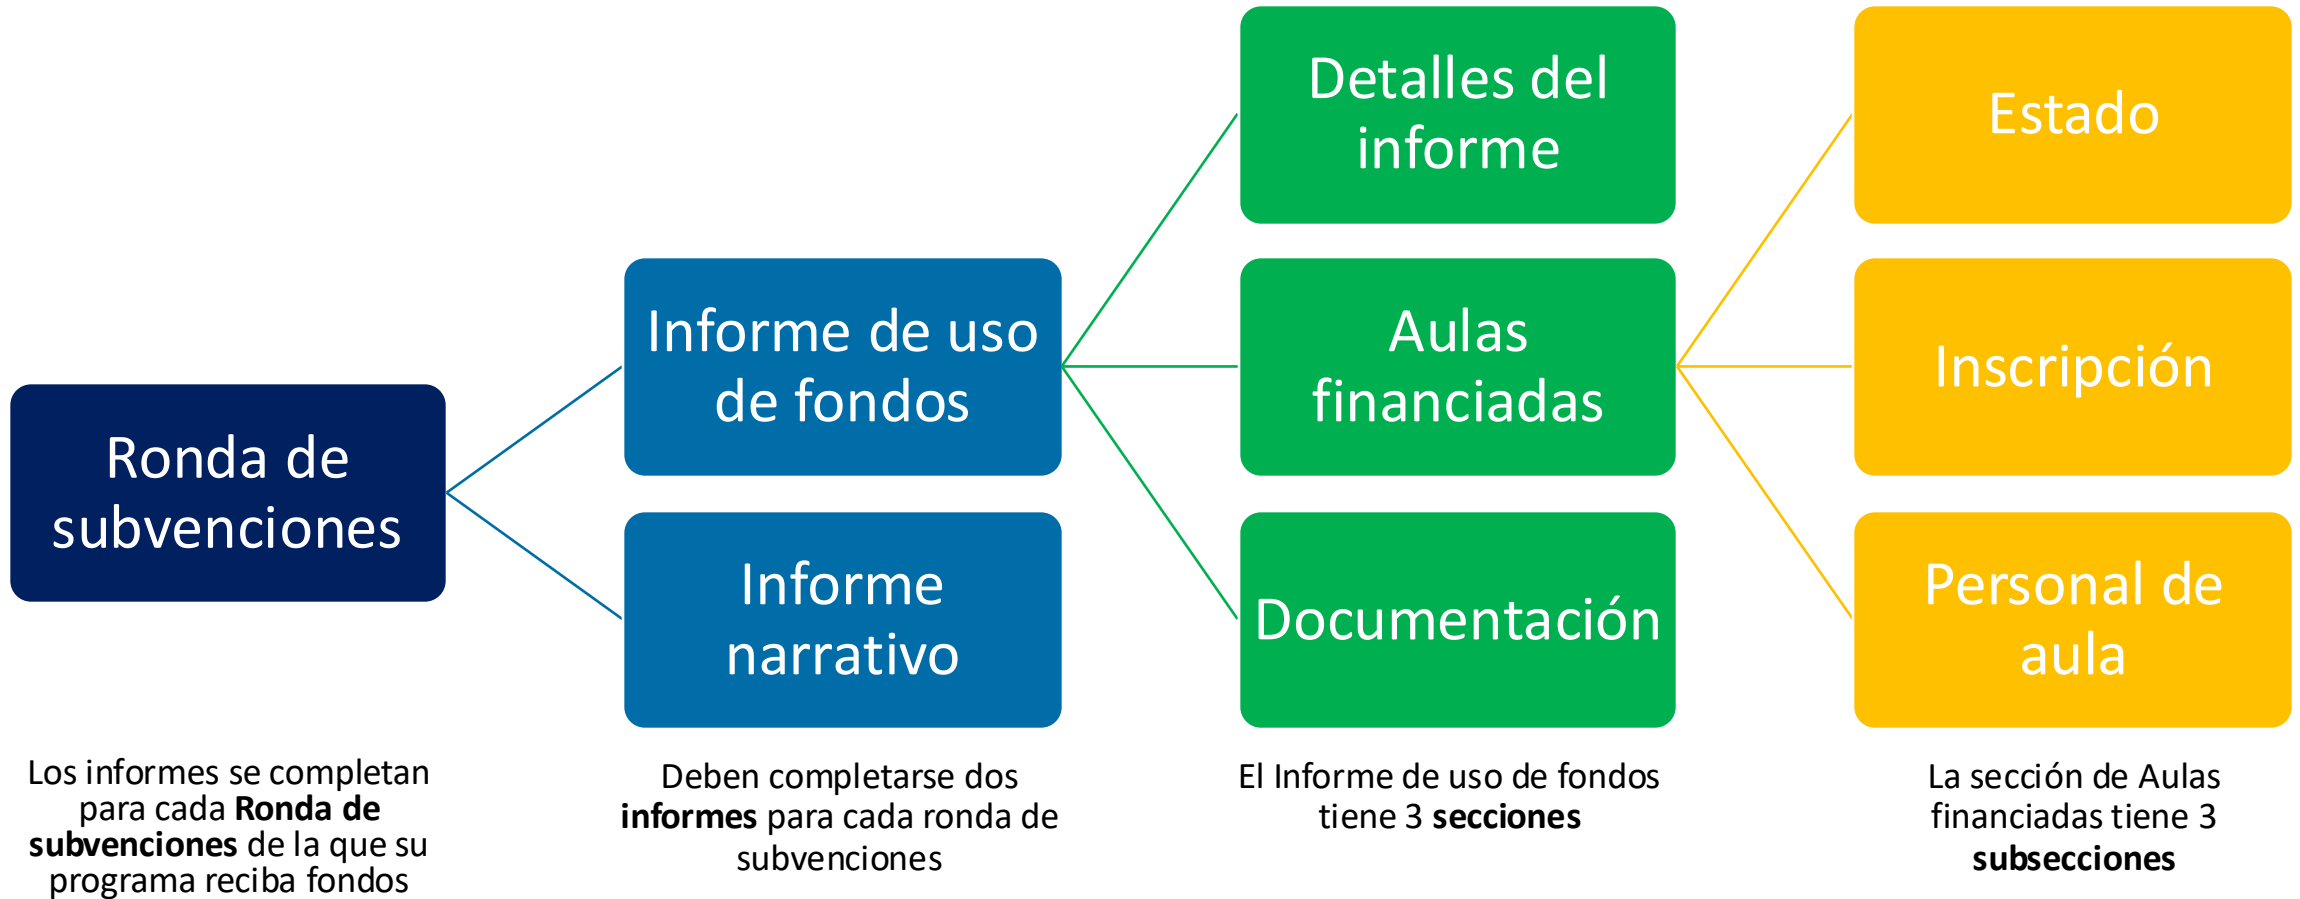 Ronda de
subvenciones
Informe de uso
de fondos
Informe
narrativo
Detalles del
informe
Aulas
financiadas
Documentación
Estado
Inscripción
Personal de
aula
Los informes se completan
para cada Ronda de
subvenciones de la que su
programa reciba fondos
Deben completarse dos
informes para cada ronda de
subvenciones
El Informe de uso de fondos
tiene 3 secciones
La sección de Aulas
financiadas tiene 3
subsecciones